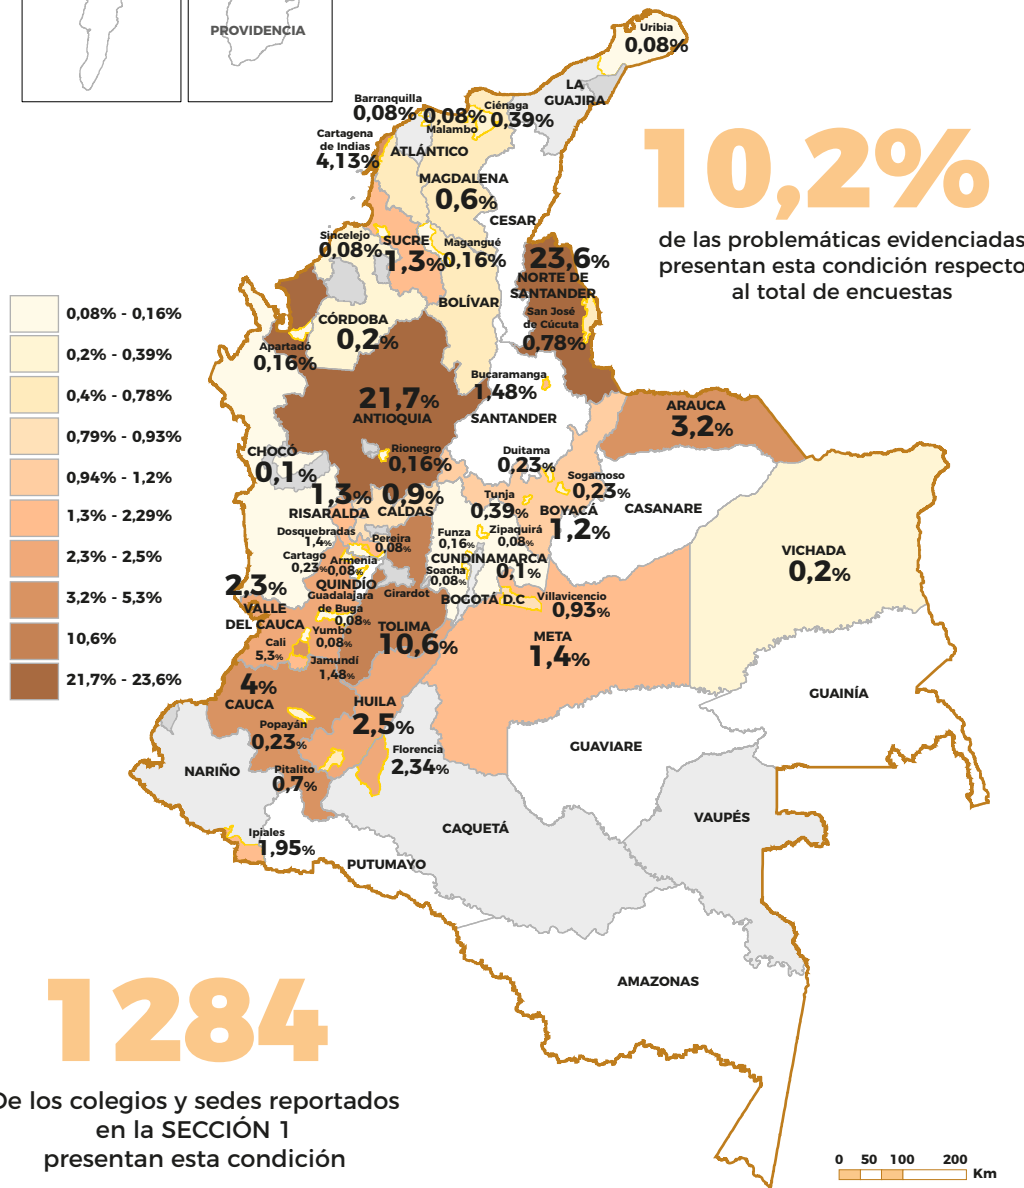 PROVIDENCIA
Uribia
0,08%
LA
GUAJIRA
Barranquilla
0,08%
0,08%
Malambo
Ciénaga
0,39%
Cartagena
de Indias
4,13%
ATLÁNTICO
MAGDALENA
0,6%
CESAR
10,2%
de las problemáticas evidenciadas
presentan esta condición respecto
al total de encuestas
Sincelejo
0,08%
SUCRE
1,3%
Magangué
0,16%
23,6%
NORTE DE
SANTANDER
San José
de Cúcuta
0,78%
BOLÍVAR
CÓRDOBA
0,2%
Apartadó
0,16%
0,08% - 0,16%
0,2% - 0,39%
0,4% - 0,78%
0,79% - 0,93%
0,94% - 1,2%
1,3% - 2,29%
2,3% - 2,5%
3,2% - 5,3%
10,6%
21,7% - 23,6%
Bucaramanga
1,48%
SANTANDER
21,7%
ANTIOQUIA
ARAUCA
3,2%
CHOCÓ
0,1%
Rionegro
0,16%
Duitama
0,23%
Sogamoso
0,23%
1,3%
RISARALDA
0,9%
CALDAS
Tunja
0,39%
BOYACÁ
1,2%
CASANARE
Dosquebradas
1,4%
Pereira
0,08%
Funza
0,16%
Zipaquirá
0,08%
VICHADA
0,2%
Cartago
0,23%
Armenia
0,08%
CUNDINAMARCA
0,1%
Soacha
0,08%
QUINDÍO
2,3%
VALLE
DEL CAUCA
Guadalajara
de Buga
0,08%
Girardot
BOGOTÁ D.C
Villavicencio
0,93%
TOLIMA
10,6%
Yumbo
0,08%
Cali
5,3%
META
1,4%
Jamundí
1,48%
4%
CAUCA
HUILA
2,5%
GUAINÍA
Popayán
0,23%
GUAVIARE
Florencia
2,34%
NARIÑO
Pitalito
0,7%
VAUPÉS
CAQUETÁ
Ipiales
1,95%
PUTUMAYO
AMAZONAS
1284
De los colegios y sedes reportados
en la SECCIÓN 1
presentan esta condición
0 50 100 200
Km